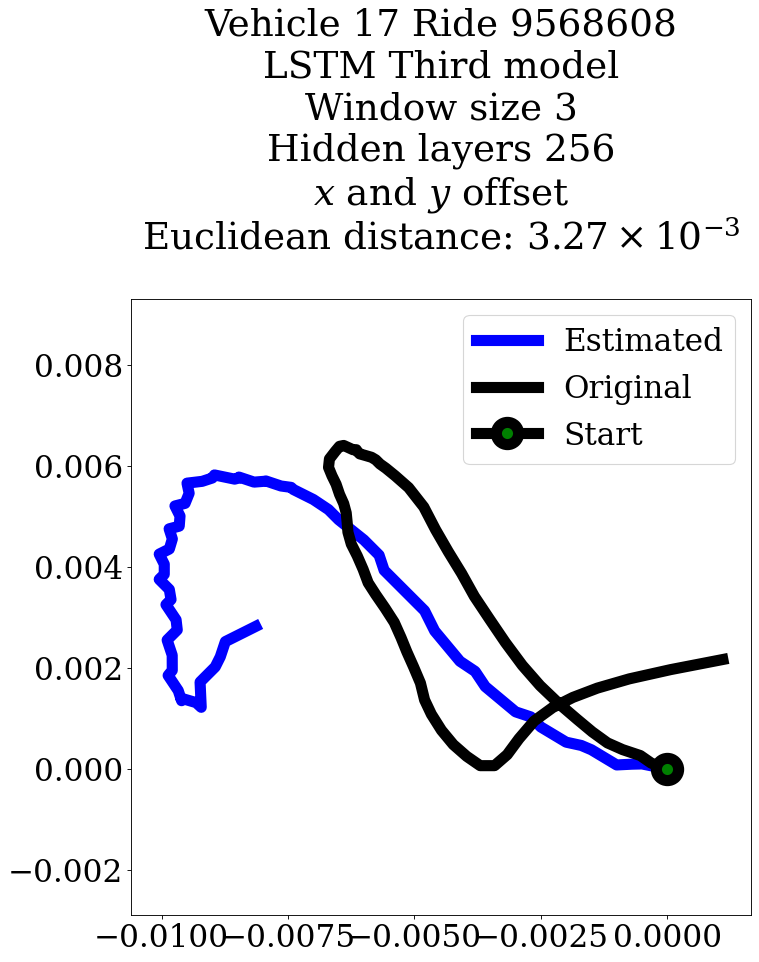 Vehicle 17 Ride 9568608
LSTM Third model
Window size 3
Hidden layers 256
x and y offset
Euclidean distance: 3.27 × 10⁻³
Estimated
Original
Start
0.008
0.006
0.004
0.002
0.000
−0.002
−0.0100 −0.0075 −0.0050 −0.0025 0.0000